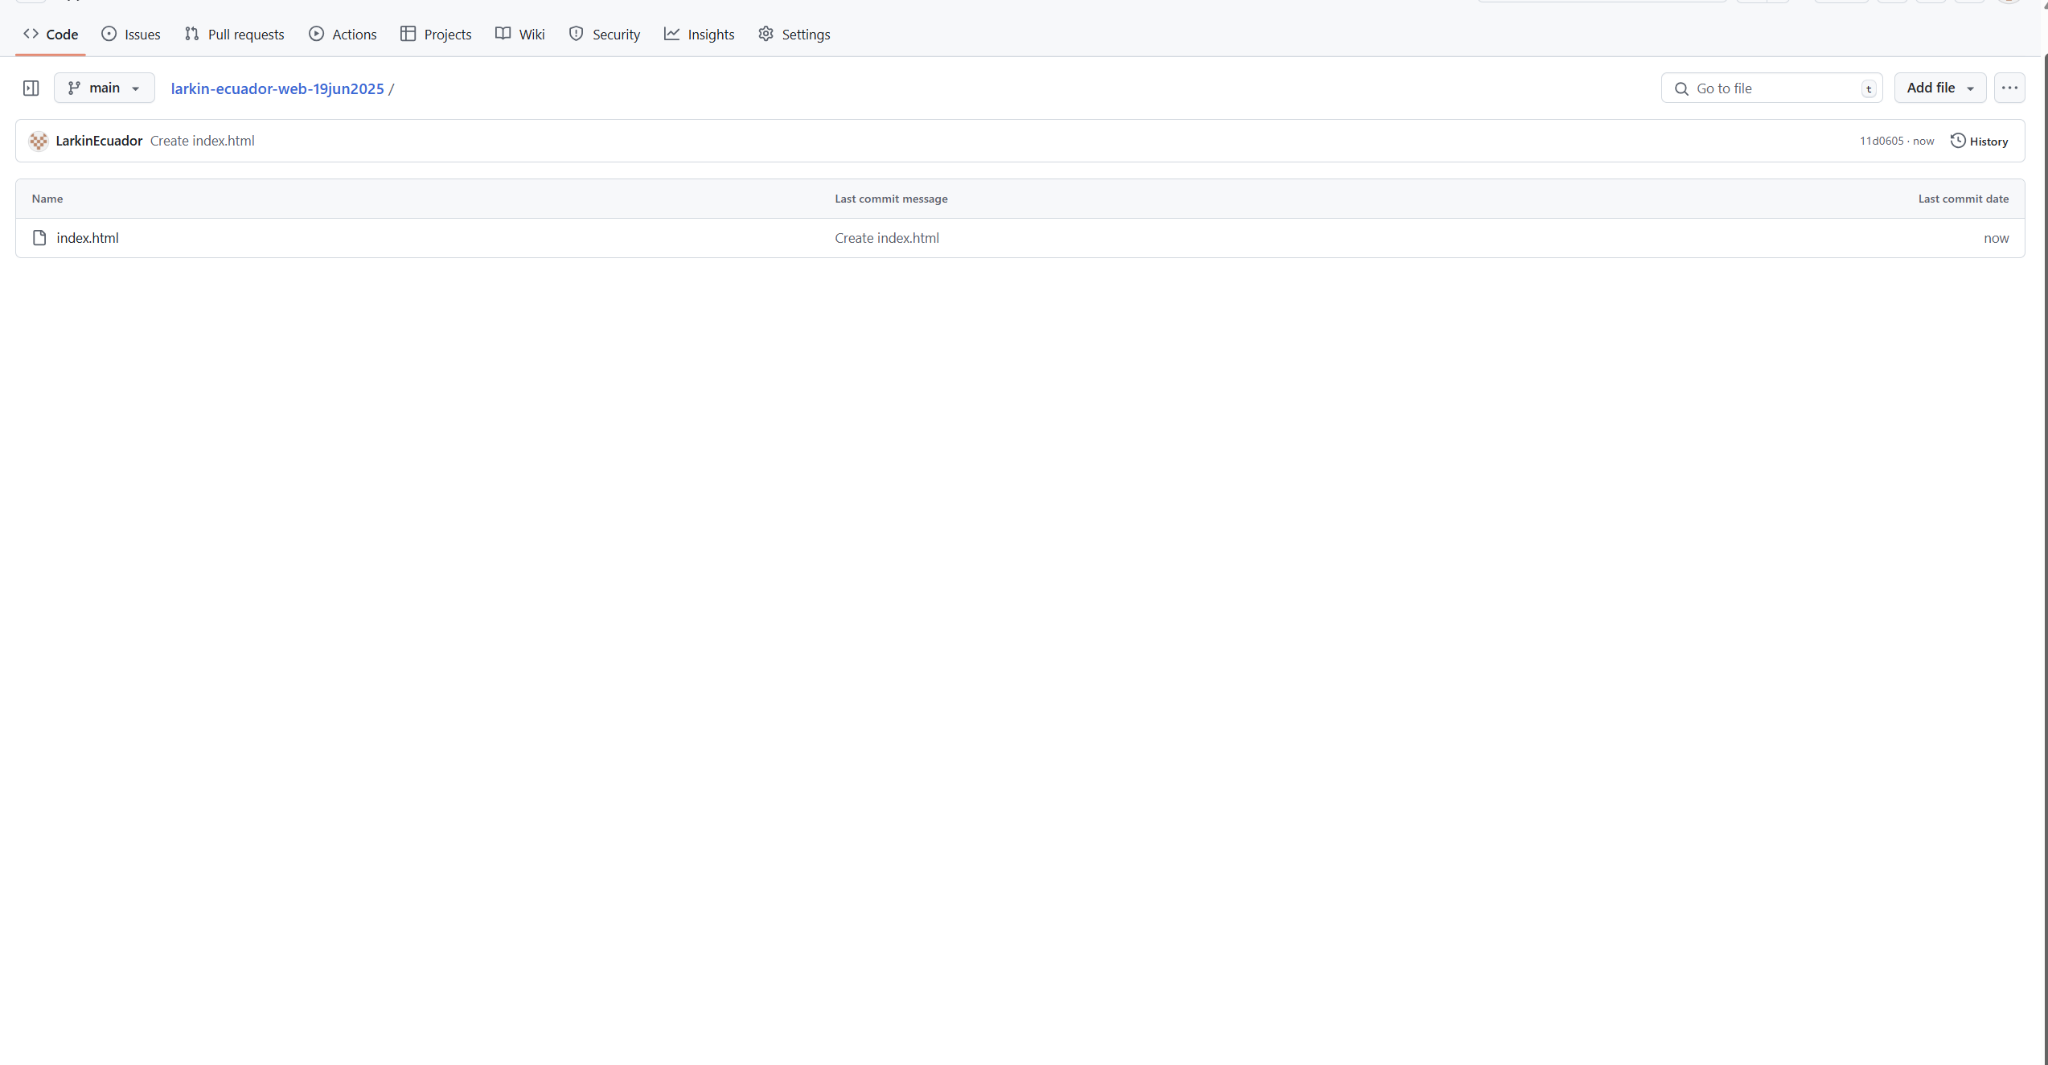 Code Issues Pull requests Actions Projects Wiki Security Insights Settings
main larkin-ecuador-web-19jun2025 / Go to file t Add file ...
LarkinEcuador Create index.html 11d0605 · now History
Name Last commit message Last commit date
index.html Create index.html now